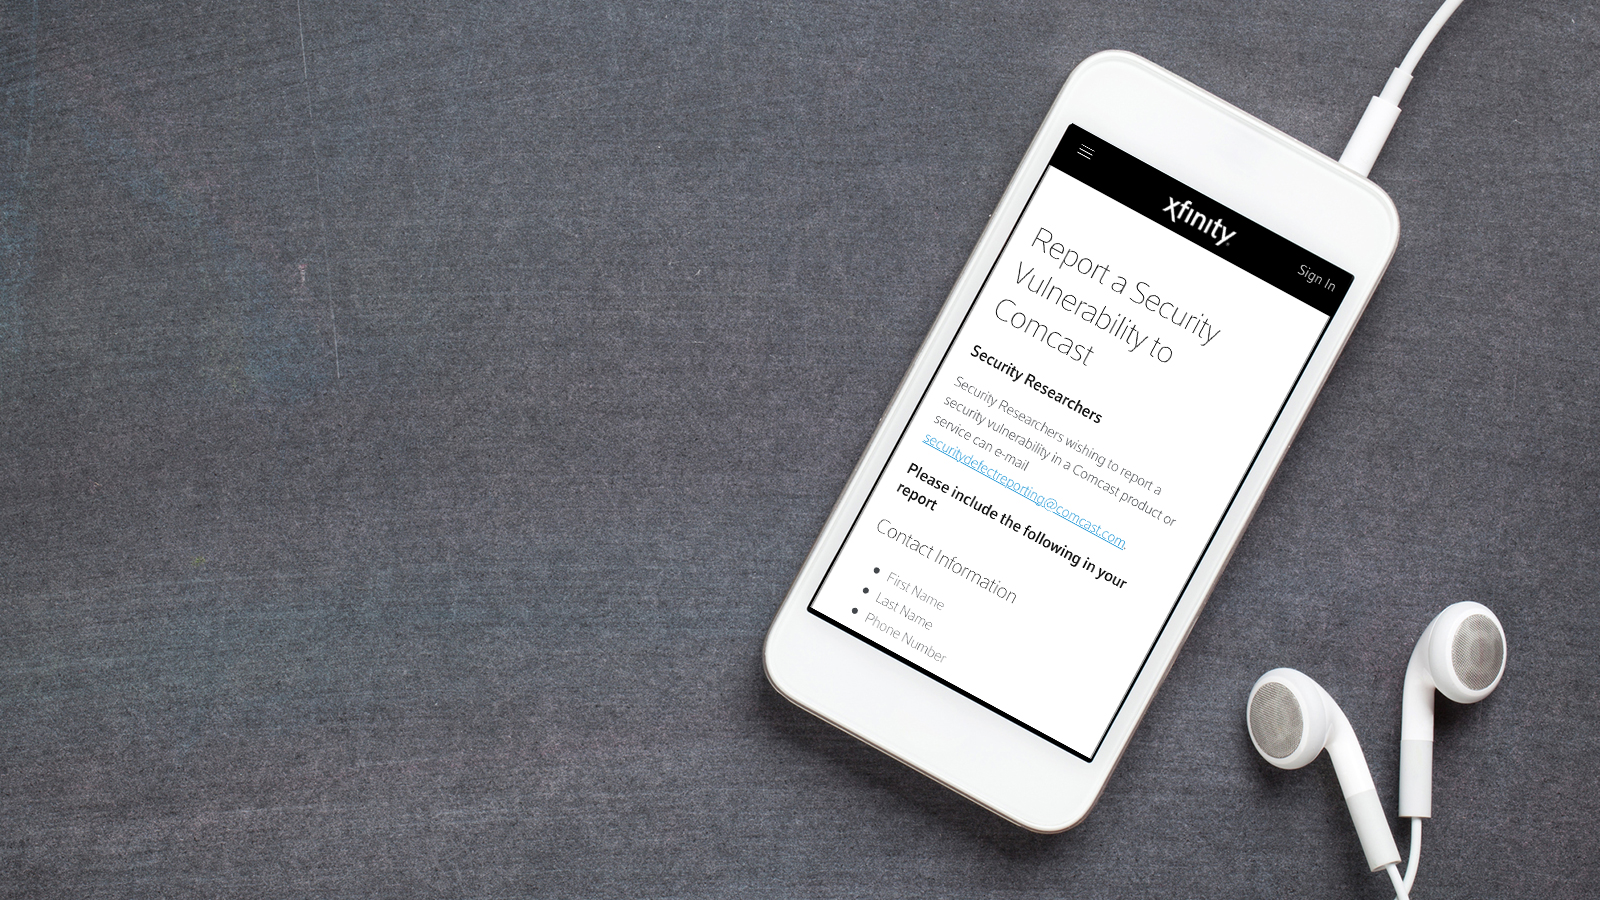 xfinity
Sign In
Report a Security
Vulnerability to
Comcast
Security Researchers
Security Researchers wishing to report a
security vulnerability in a Comcast product or
service can e-mail
securitydefectreporting@comcast.com.
Please include the following in your
report
Contact Information
First Name
Last Name
Phone Number